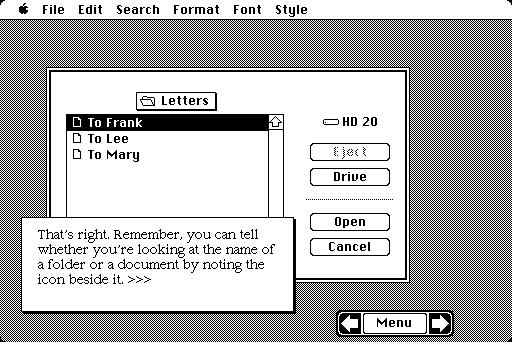 File Edit Search Format Font Style
Letters
To Frank
To Lee
To Mary
HD 20
Eject
Drive
Open
Cancel
That's right. Remember, you can tell
whether you're looking at the name of
a folder or a document by noting the
icon beside it. >>>
Menu